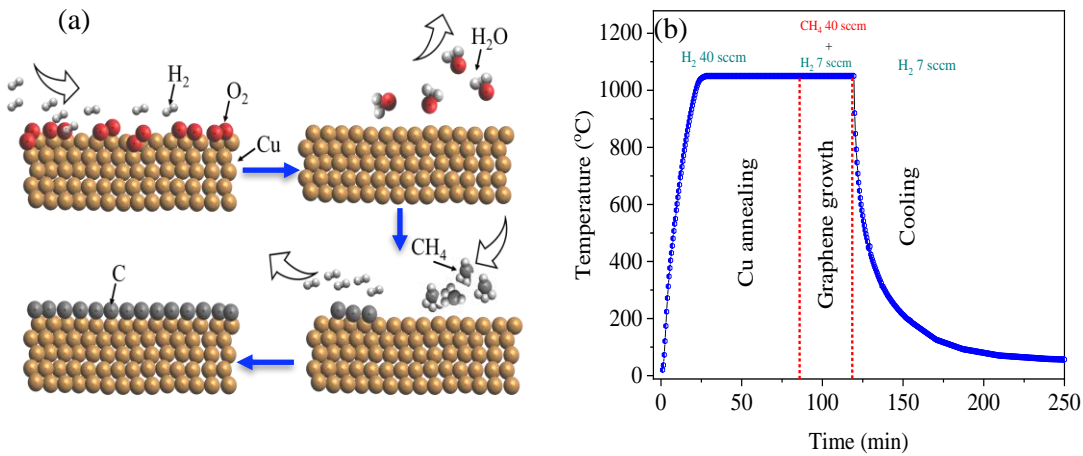 (a)
H₂O
H₂
O₂
Cu
CH₄
C
(b)
CH₄ 40 sccm
+
H₂ 40 sccm
H₂ 7 sccm
H₂ 7 sccm
Temperature (°C)
1200
1000
800
600
400
200
0
Cu annealing
Graphene growth
Cooling
0
50
100
150
200
250
Time (min)